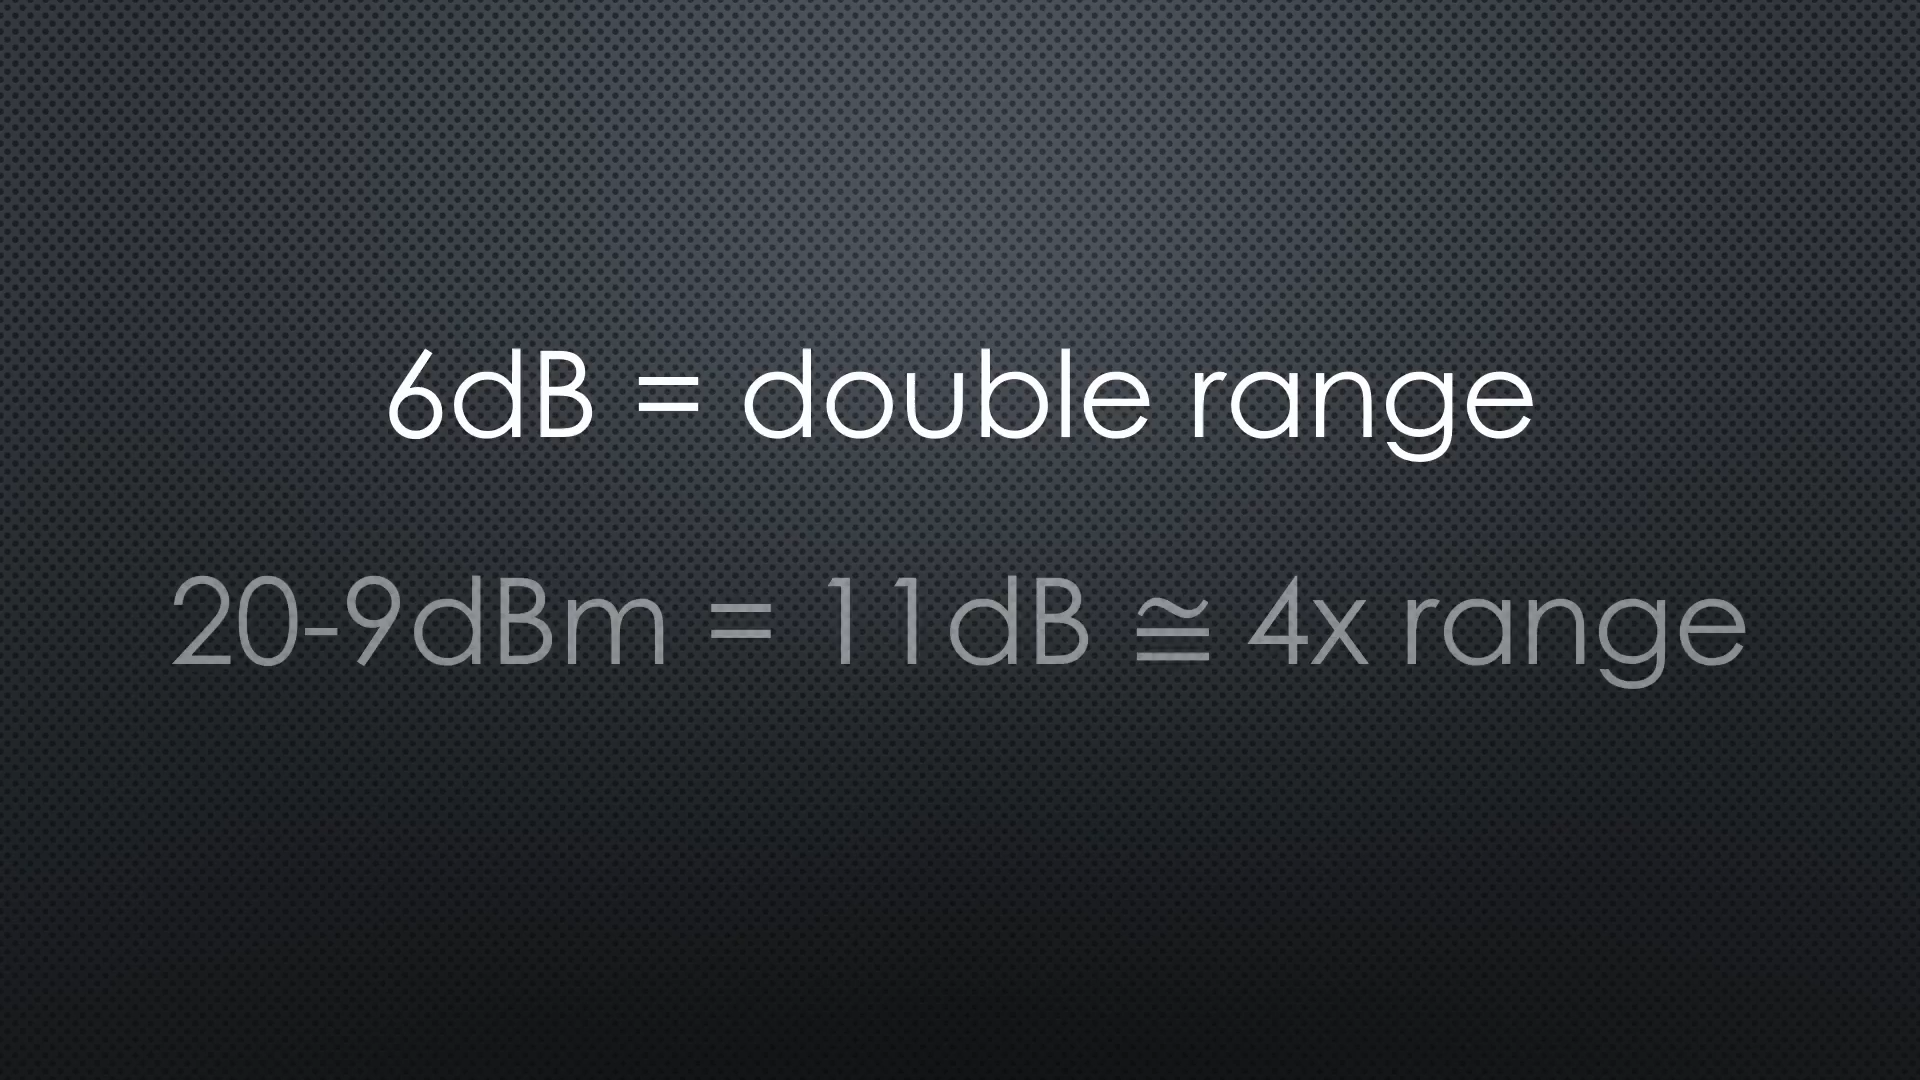 6dB = double range
20-9dBm = 11dB ≅ 4x range